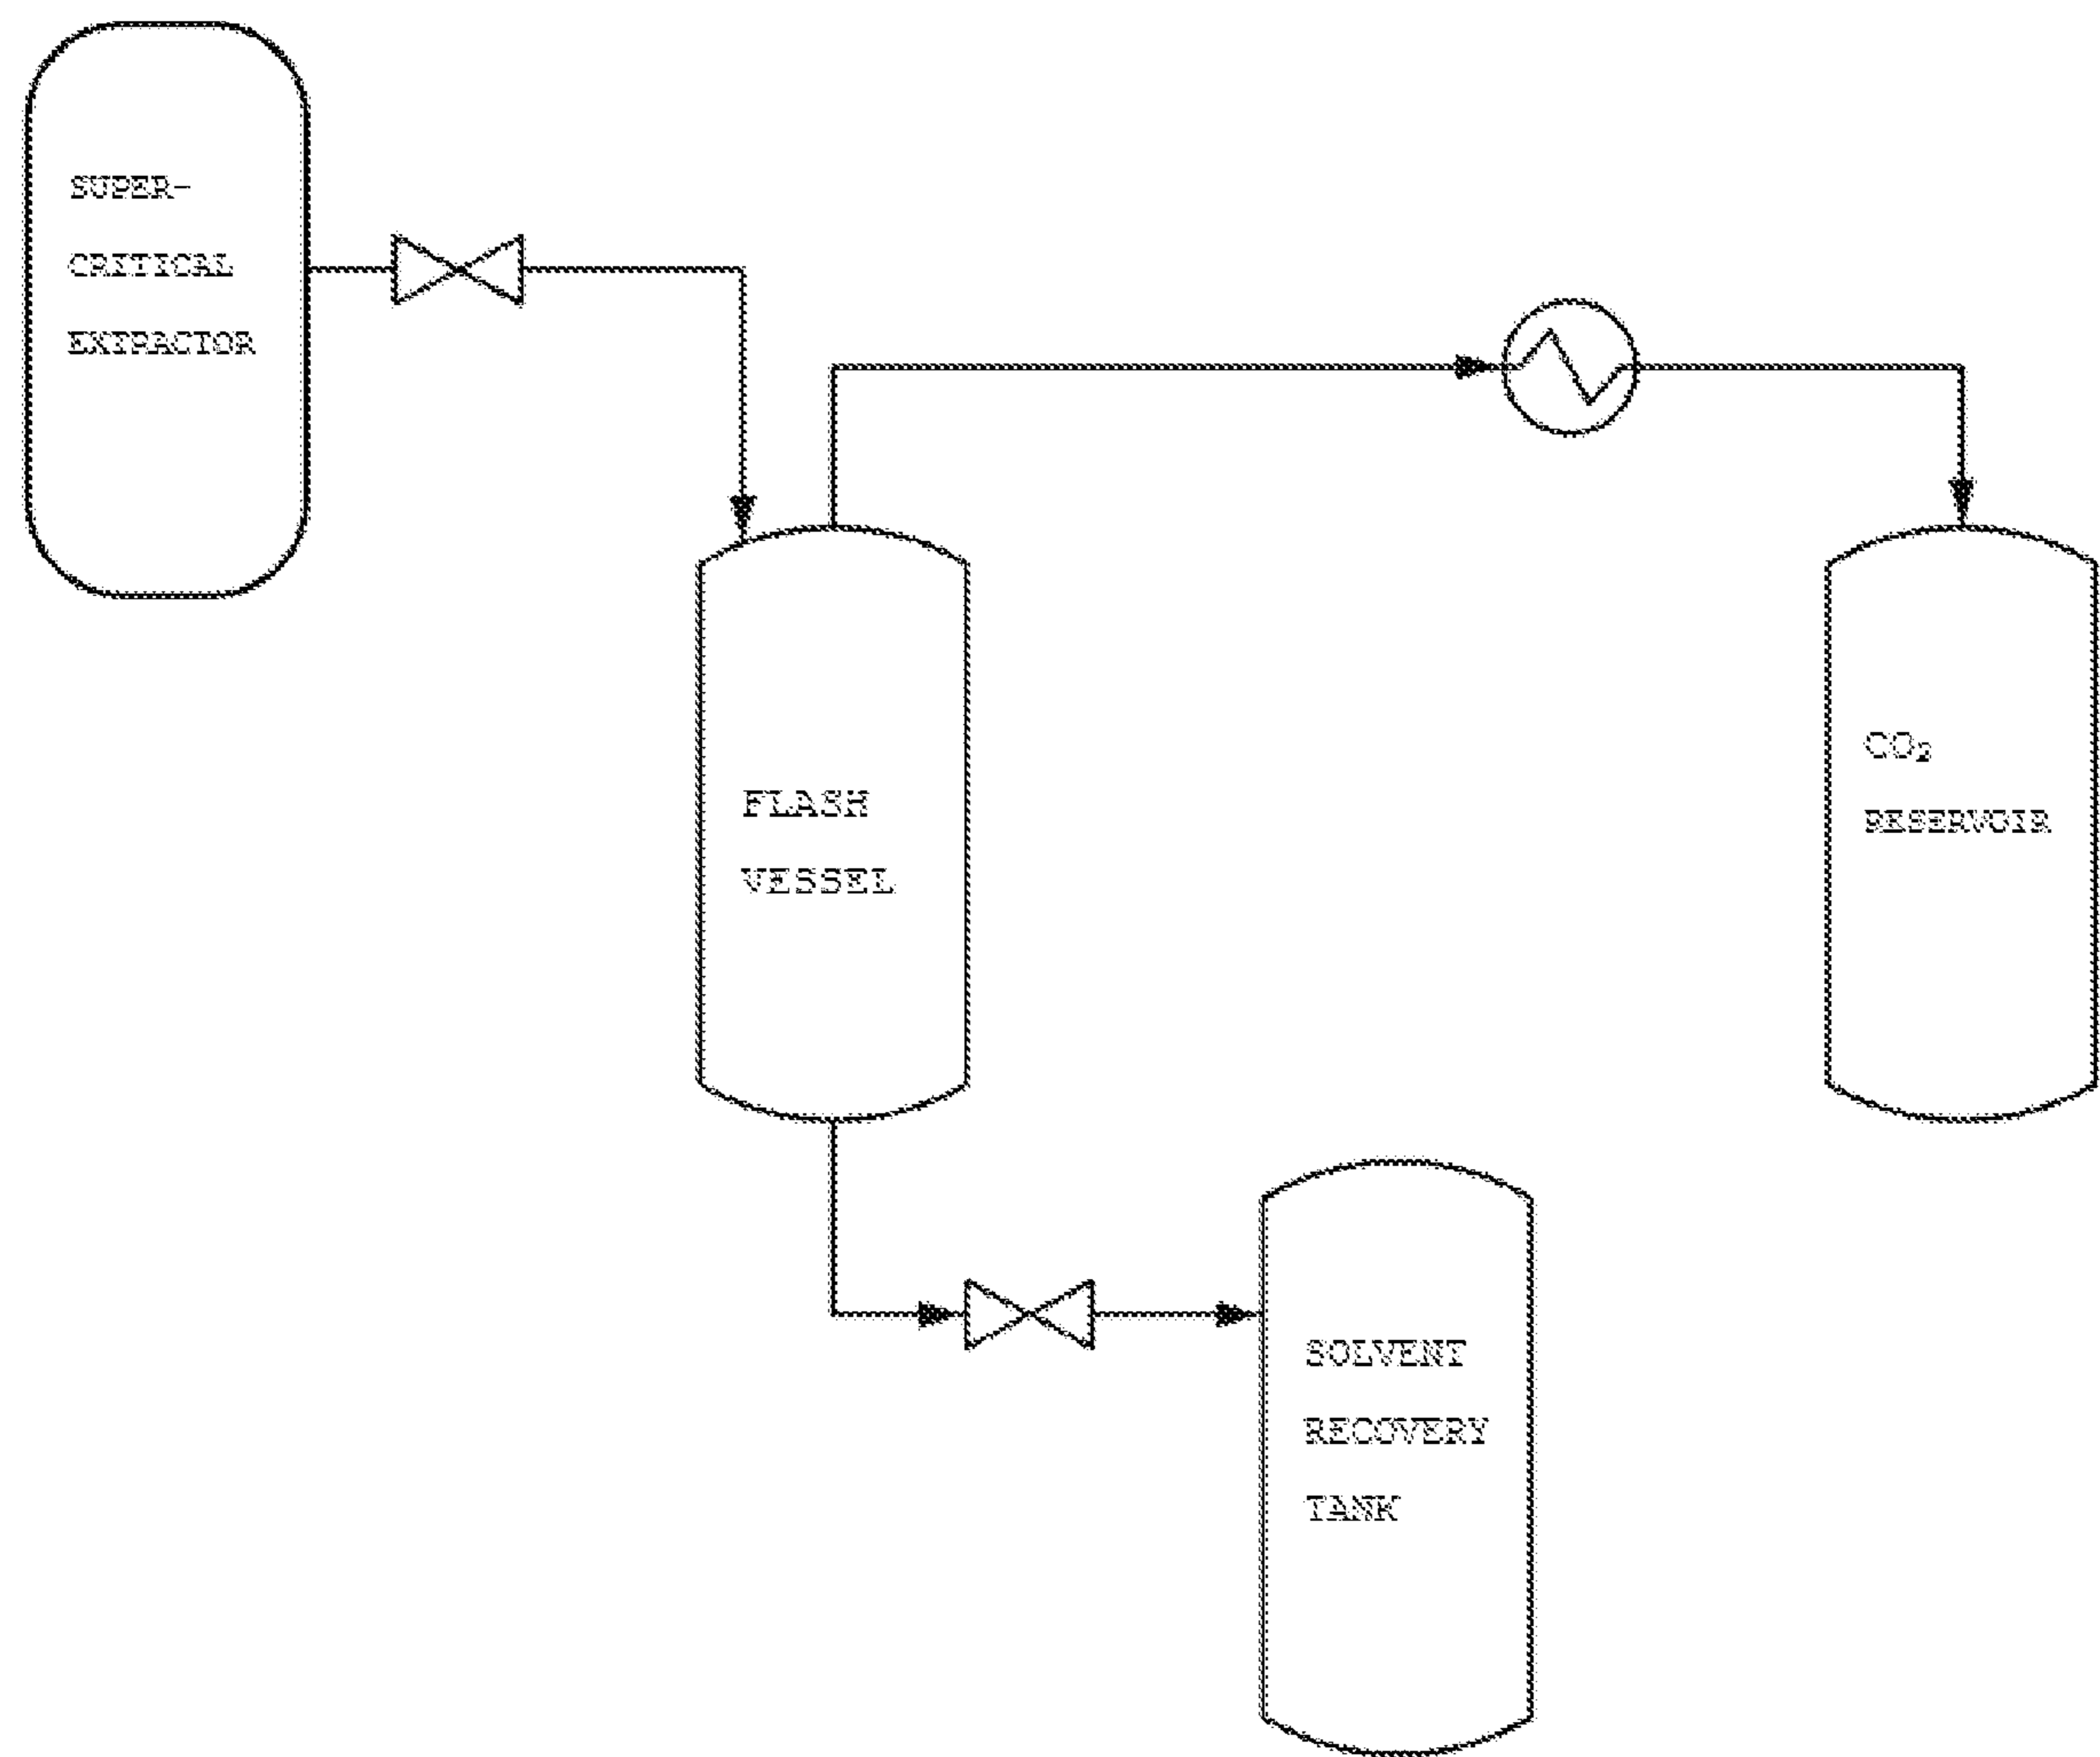 SUPER-
CRITICAL
EXTRACTOR
FLASH
VESSEL
CO₂
RESERVOIR
SOLVENT
RECOVERY
TANK